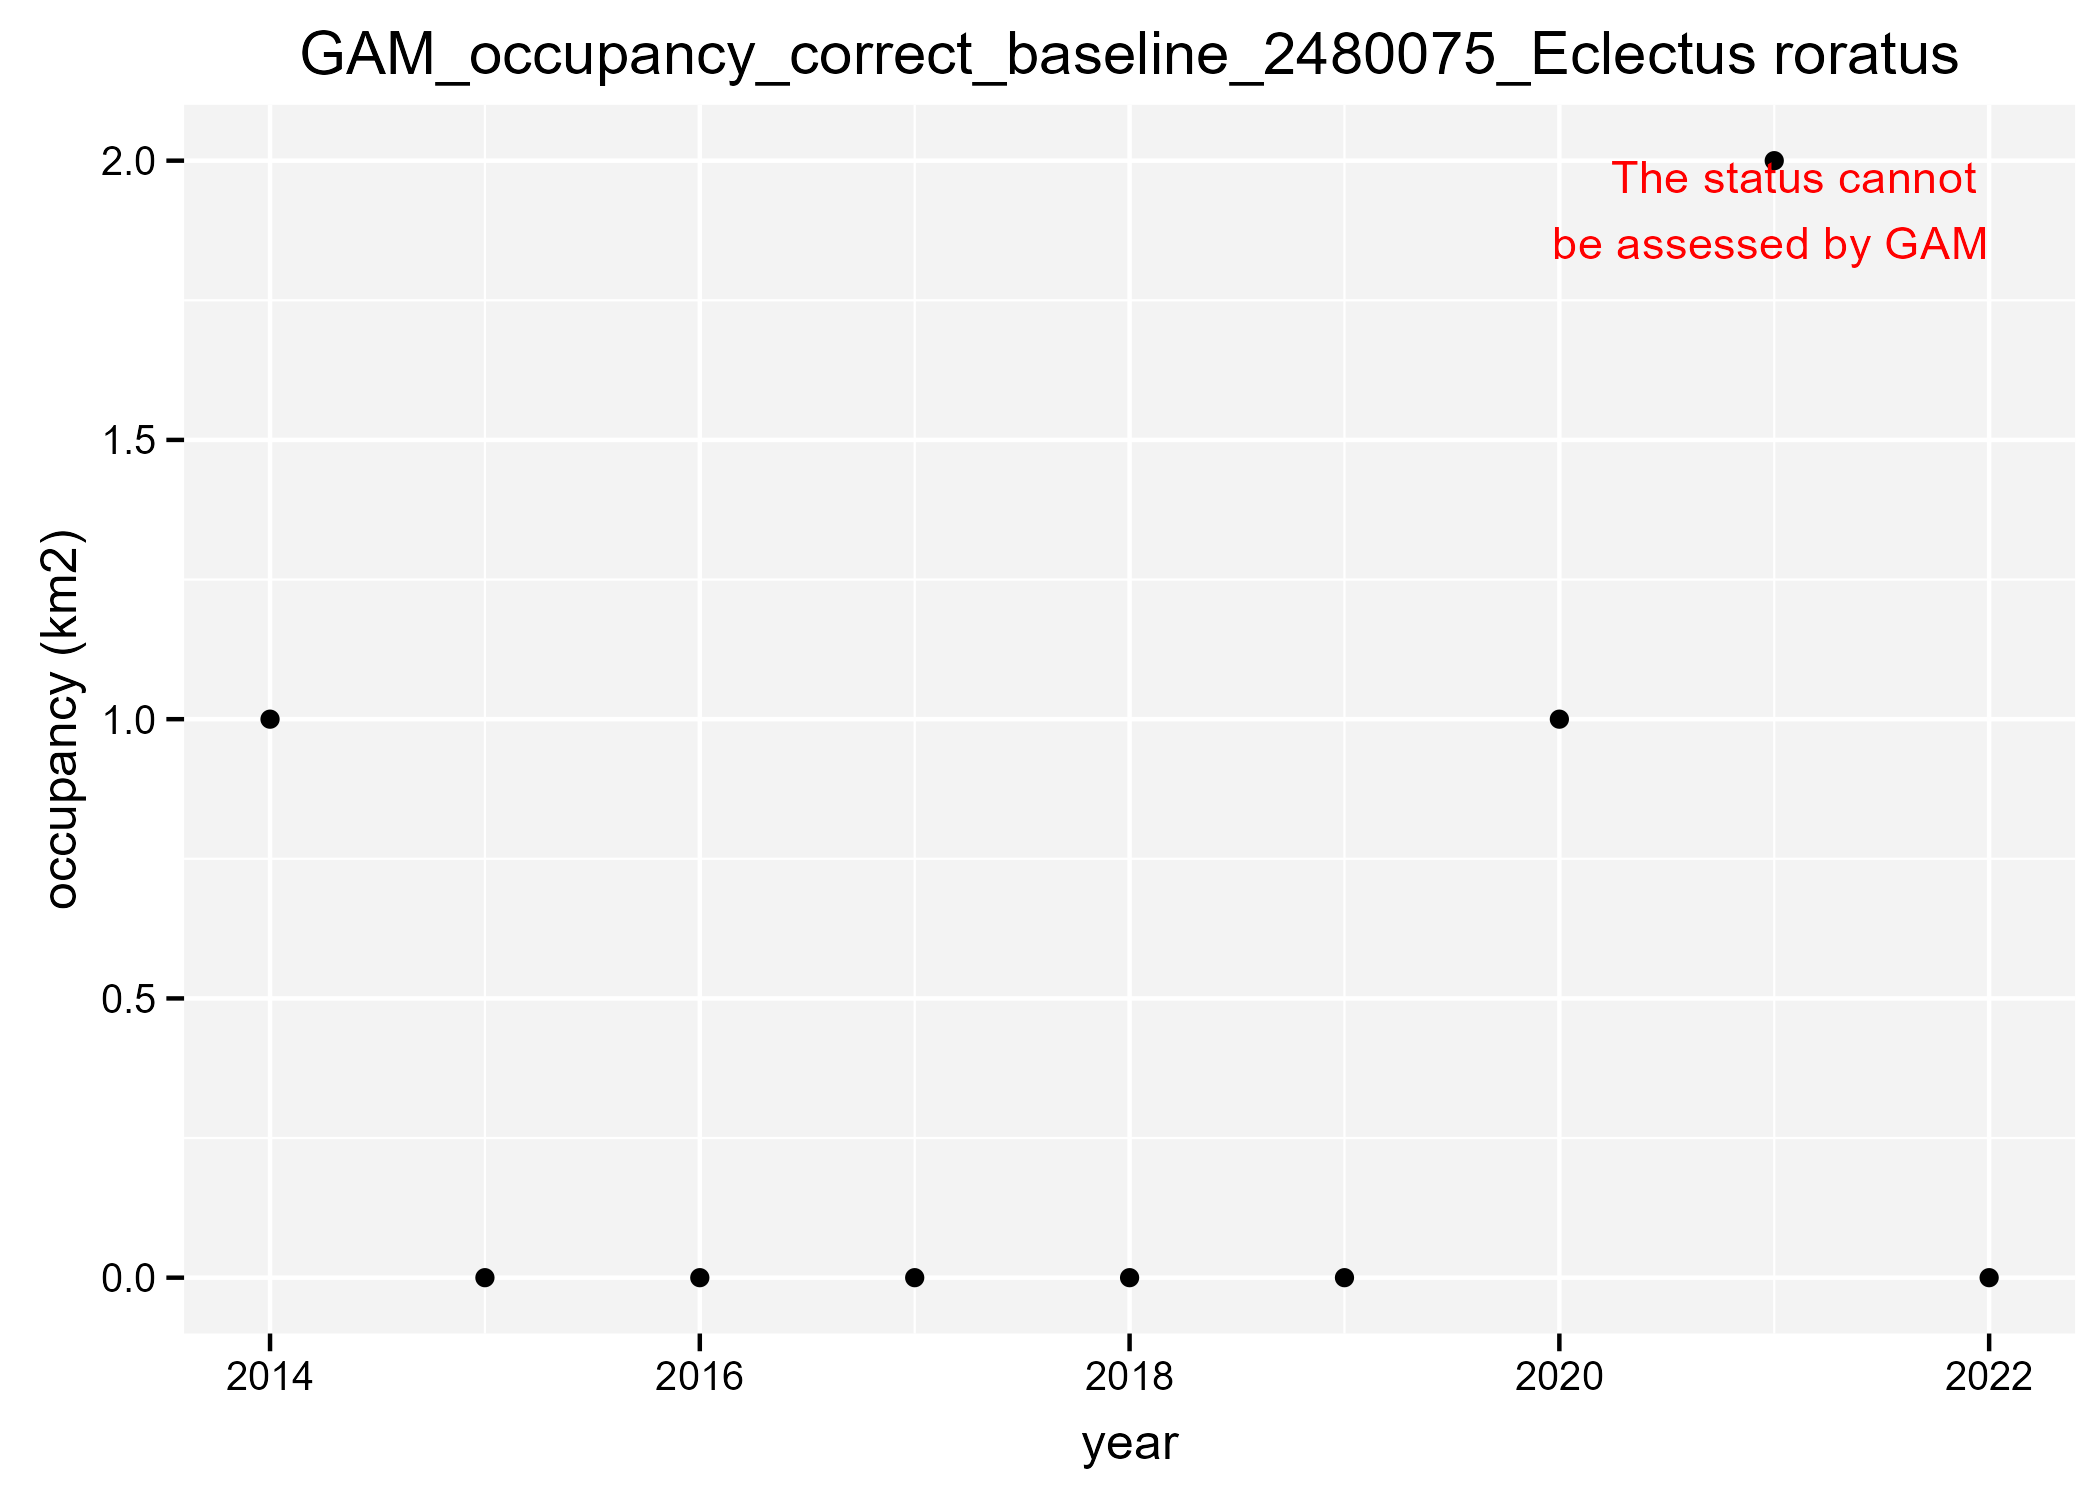 GAM_occupancy_correct_baseline_2480075_Eclectus roratus
2.0
The status cannot
be assessed by GAM
1.5
occupancy (km2)
1.0
0.5
0.0
2014 2016 2018 2020 2022
year